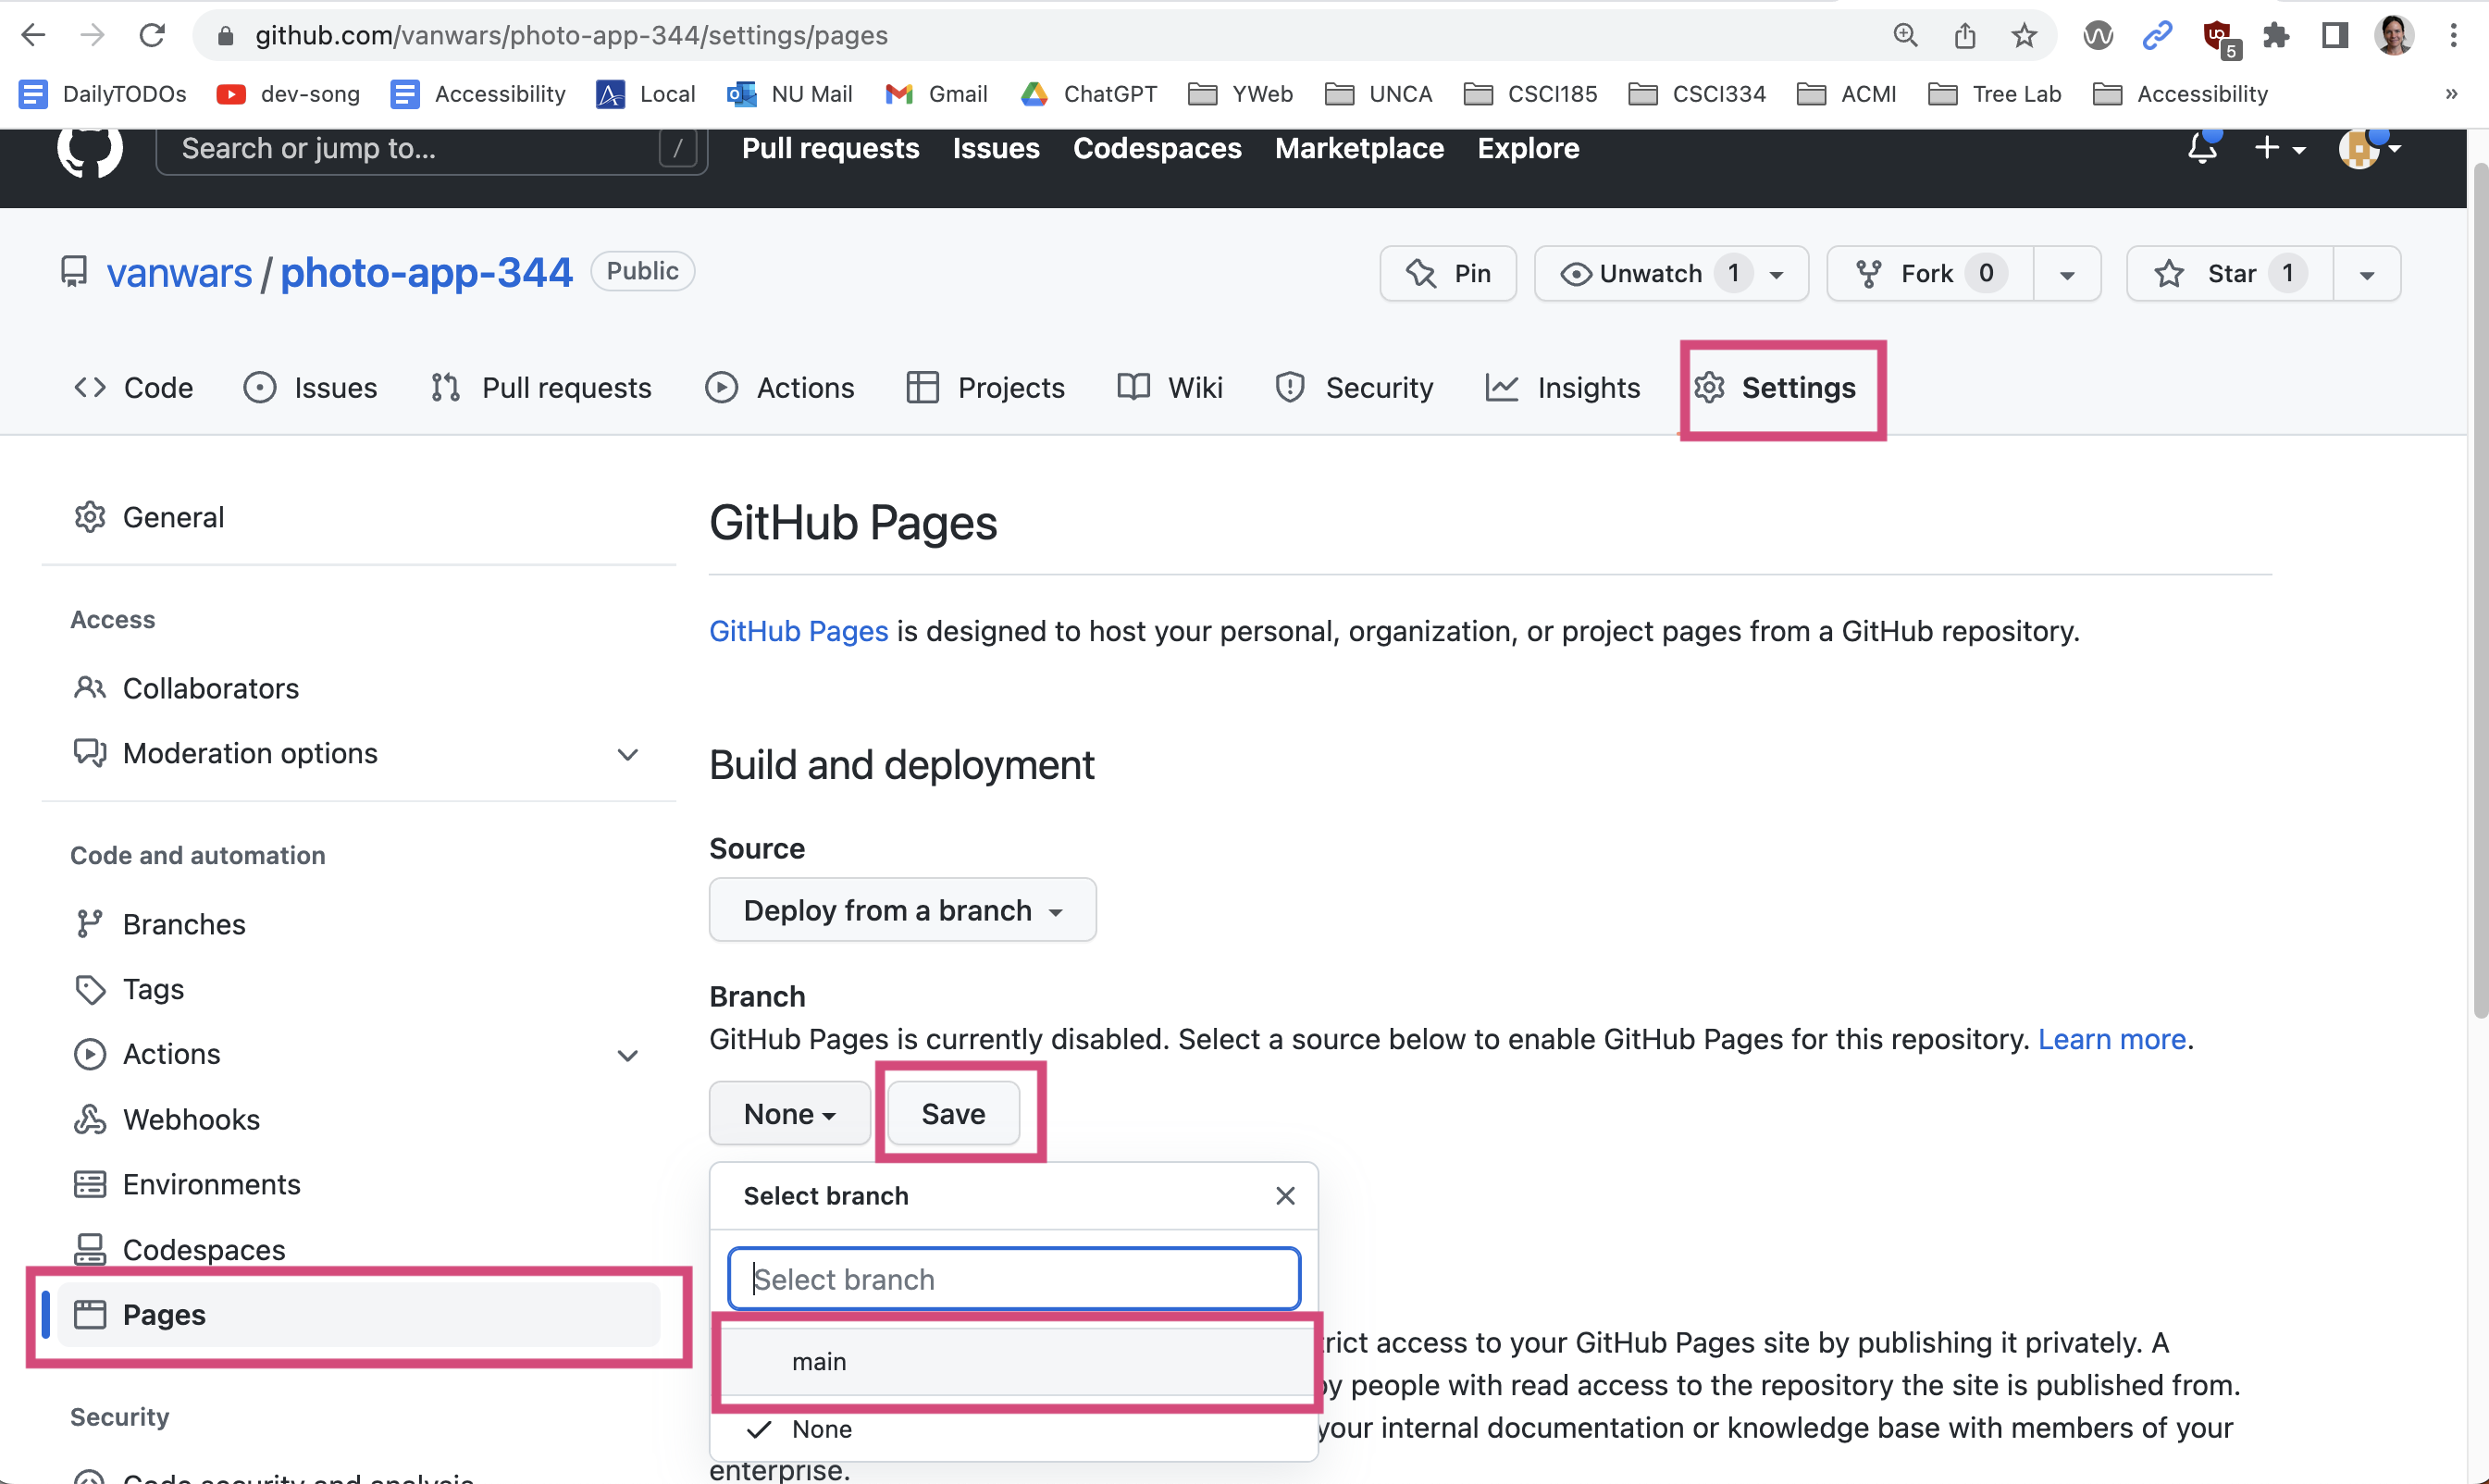 github.com/vanwars/photo-app-344/settings/pages
5
DailyTODOs dev-song Accessibility Local NU Mail Gmail ChatGPT YWeb UNCA CSCI185 CSCI334 ACMI Tree Lab Accessibility »
Search or jump to... / Pull requests Issues Codespaces Marketplace Explore
vanwars / photo-app-344 Public Pin Unwatch 1 Fork 0 Star 1
Code Issues Pull requests Actions Projects Wiki Security Insights Settings
General
Access
Collaborators
Moderation options
Code and automation
Branches
Tags
Actions
Webhooks
Environments
Codespaces
Pages
Security
Code security and analysis
GitHub Pages
GitHub Pages is designed to host your personal, organization, or project pages from a GitHub repository.
Build and deployment
Source
Deploy from a branch
Branch
GitHub Pages is currently disabled. Select a source below to enable GitHub Pages for this repository. Learn more.
None Save
Select branch
Select branch
main
None
trict access to your GitHub Pages site by publishing it privately. A
by people with read access to the repository the site is published from.
your internal documentation or knowledge base with members of your
enterprise.